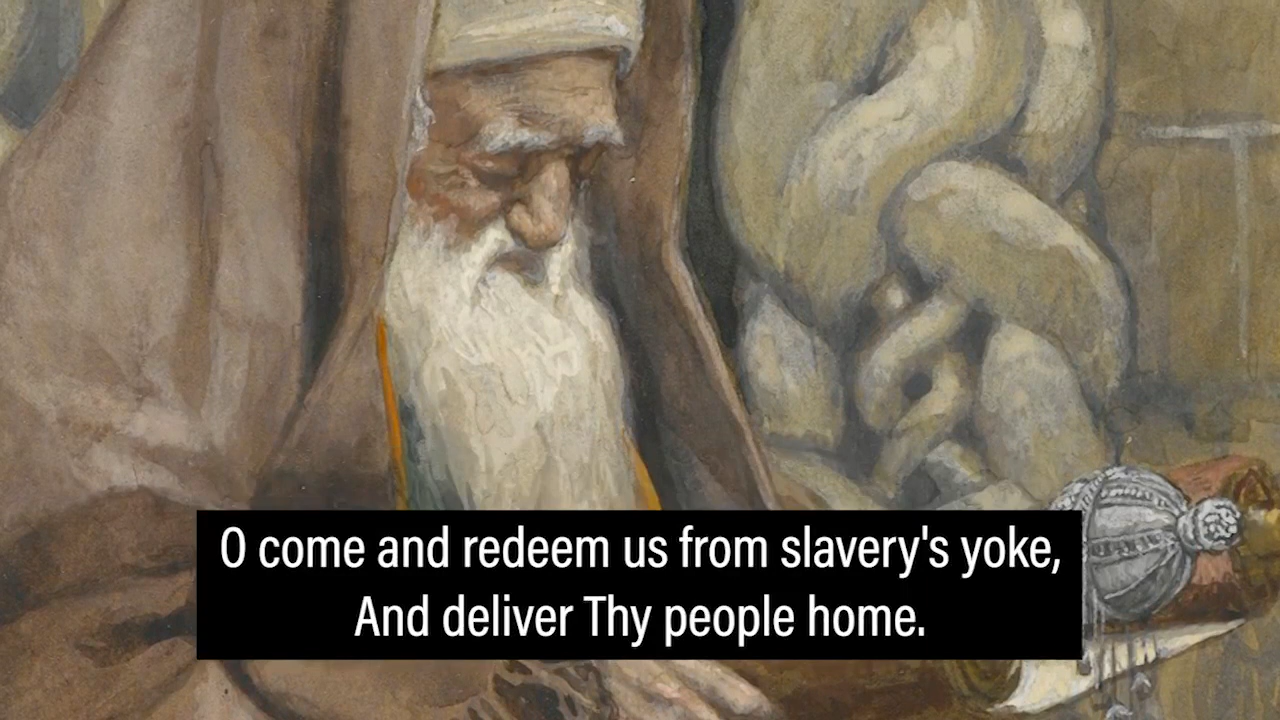 O come and redeem us from slavery's yoke,
And deliver Thy people home.